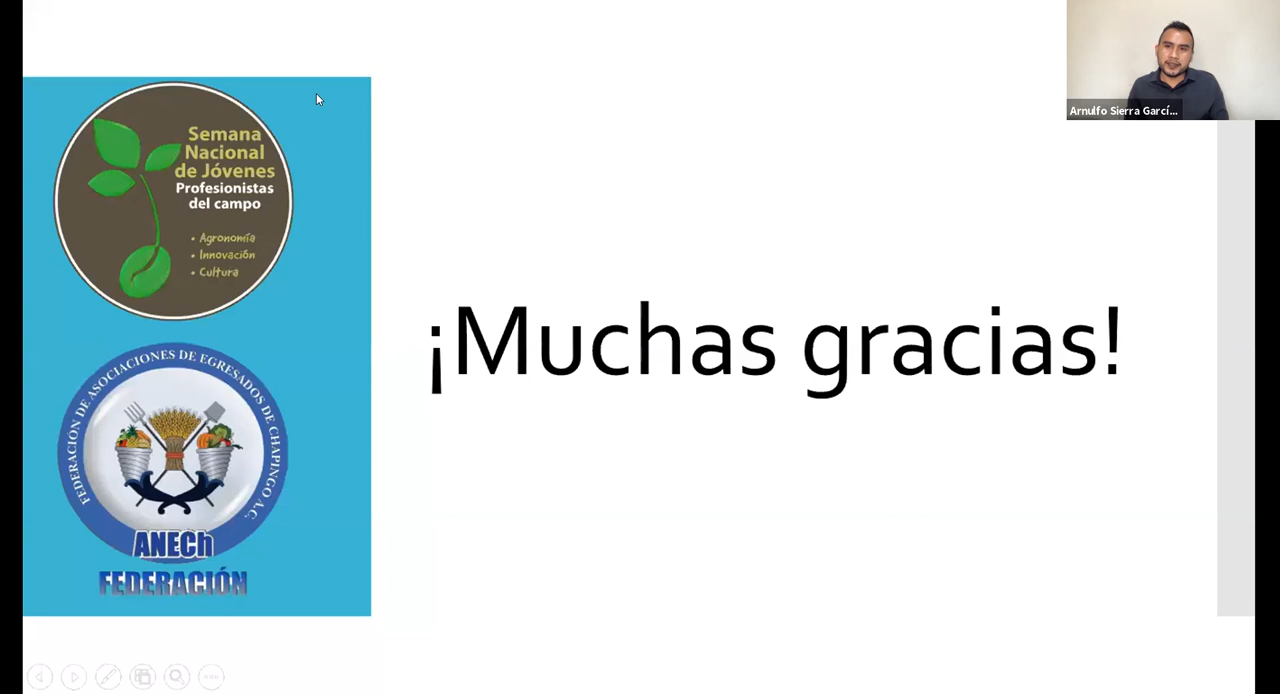 Arnulfo Sierra Garcí...
Semana
Nacional
de Jóvenes
Profesionistas
del campo
• Agronomía
• Innovación
• Cultura
¡Muchas gracias!
FEDERACIÓN DE ASOCIACIONES DE EGRESADOS DE CHAPINGO A.C.
ANECh
FEDERACIÓN